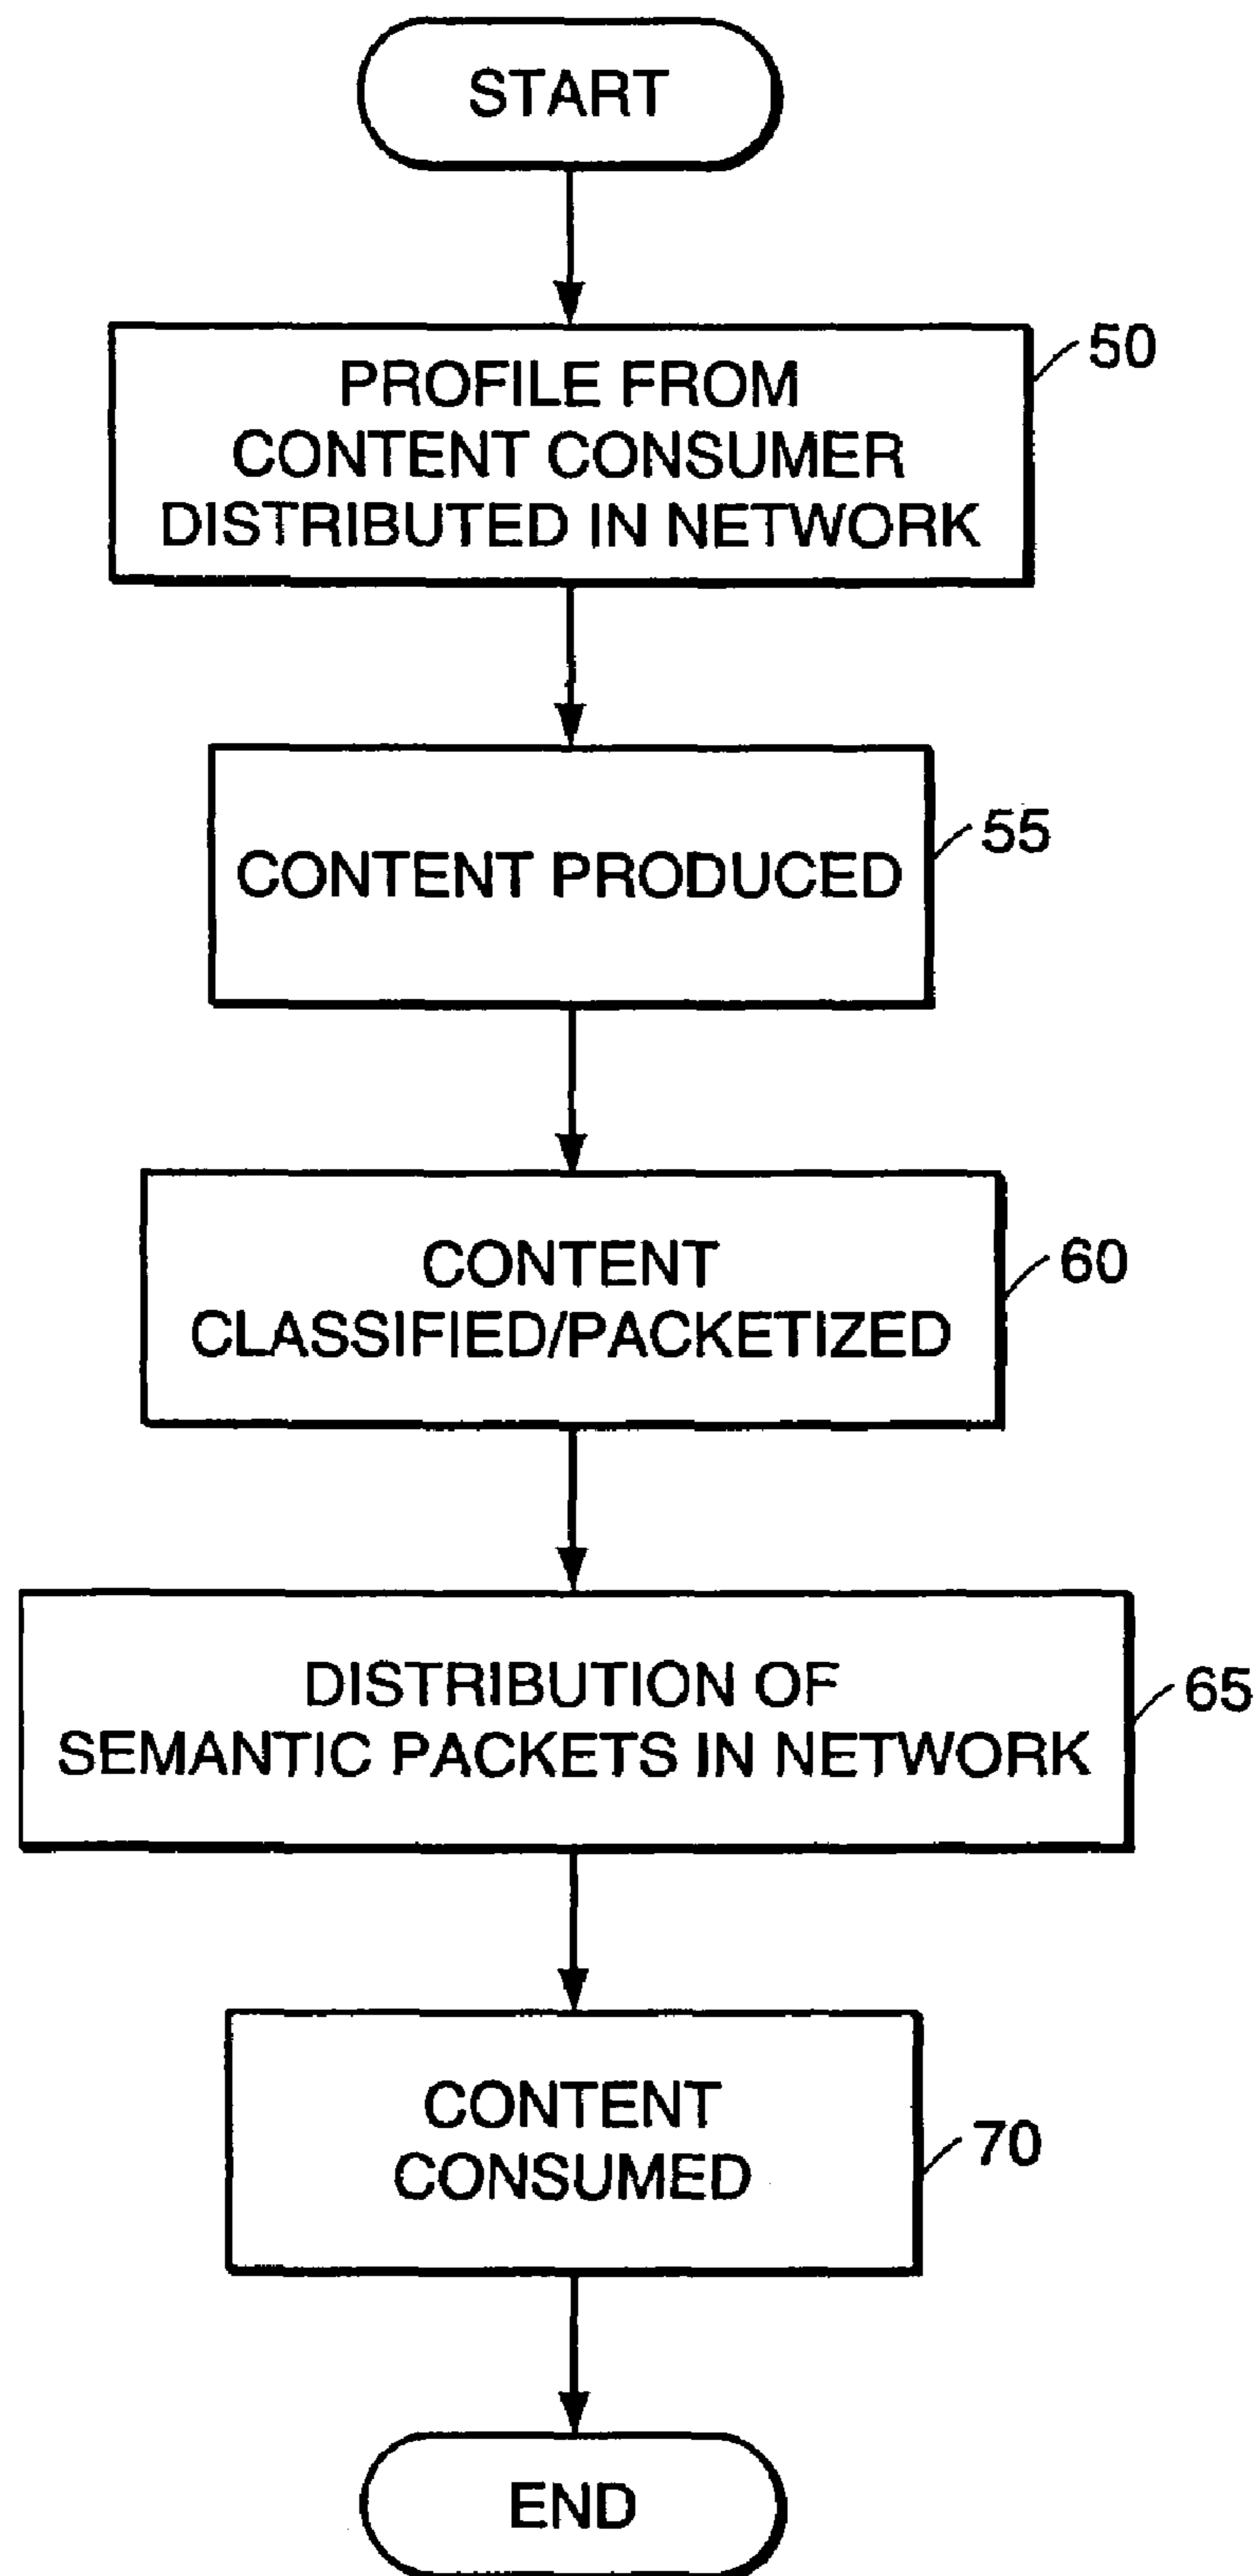 START
PROFILE FROM
CONTENT CONSUMER
DISTRIBUTED IN NETWORK
50
CONTENT PRODUCED
55
CONTENT
CLASSIFIED/PACKETIZED
60
DISTRIBUTION OF
SEMANTIC PACKETS IN NETWORK
65
CONTENT
CONSUMED
70
END